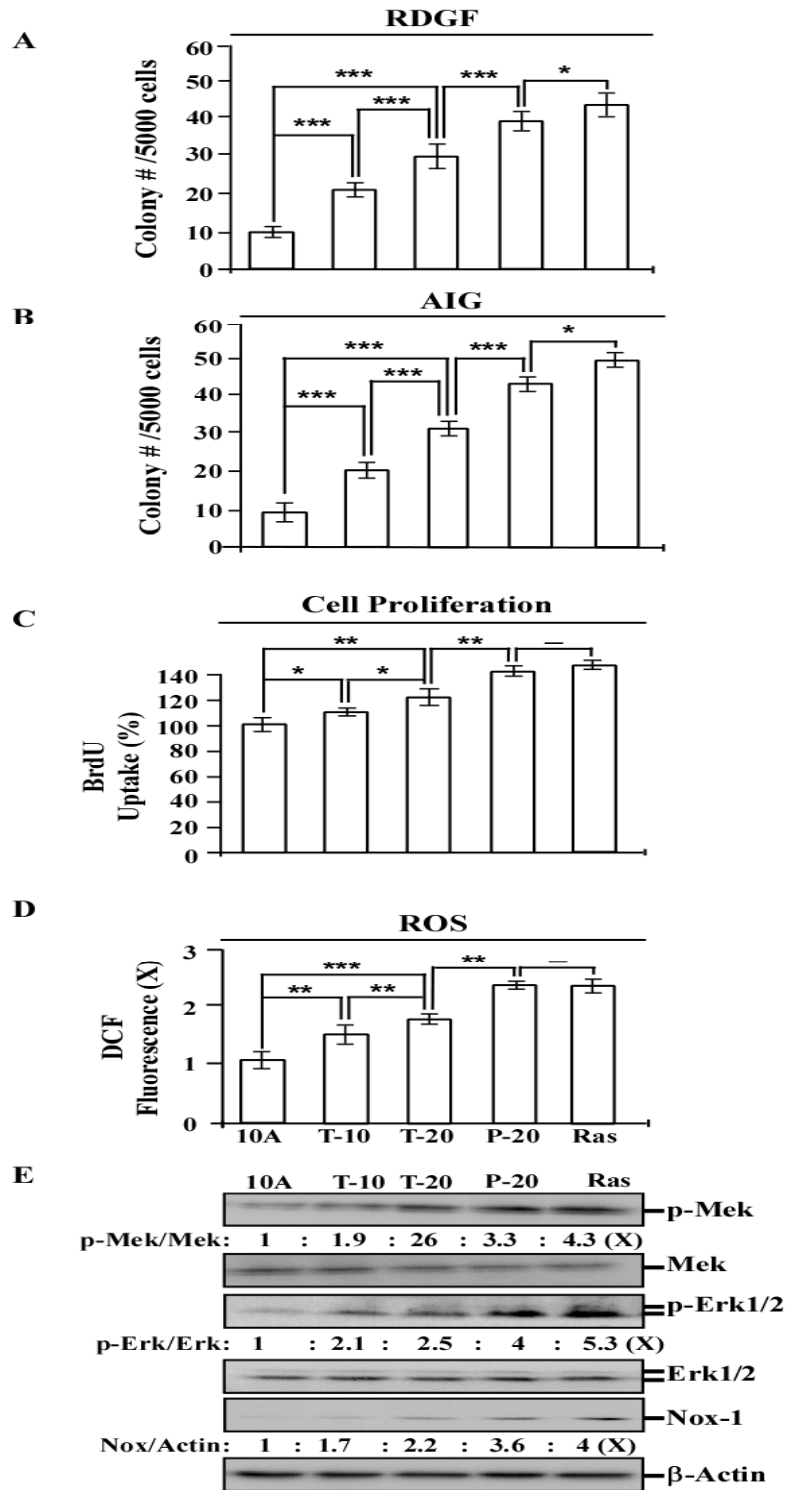 A
RDGF
Colony # /5000 cells
60
50
40
30
20
10
0
*** *** *** *** *
B
AIG
Colony # /5000 cells
60
50
40
30
20
10
0
*** *** *** *** *
C
Cell Proliferation
BrdU
Uptake (%)
140
120
100
80
60
40
20
0
** * * ** —
D
ROS
DCF
Fluorescence (X)
3
2
1
0
*** ** ** ** —
10A T-10 T-20 P-20 Ras
E
10A T-10 T-20 P-20 Ras
p-Mek
p-Mek/Mek: 1 : 1.9 : 26 : 3.3 : 4.3 (X)
Mek
p-Erk1/2
p-Erk/Erk: 1 : 2.1 : 2.5 : 4 : 5.3 (X)
Erk1/2
Nox-1
Nox/Actin: 1 : 1.7 : 2.2 : 3.6 : 4 (X)
β-Actin